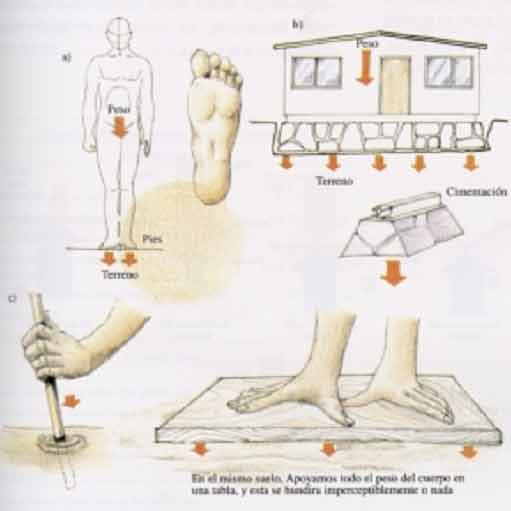 a)
Peso
Pies
Terreno
b)
Peso
Terreno
Cimentación
c)
En el mismo suelo. Apoyamos todo el peso del cuerpo en
una tabla, y esta se hundira imperceptiblemente o nada